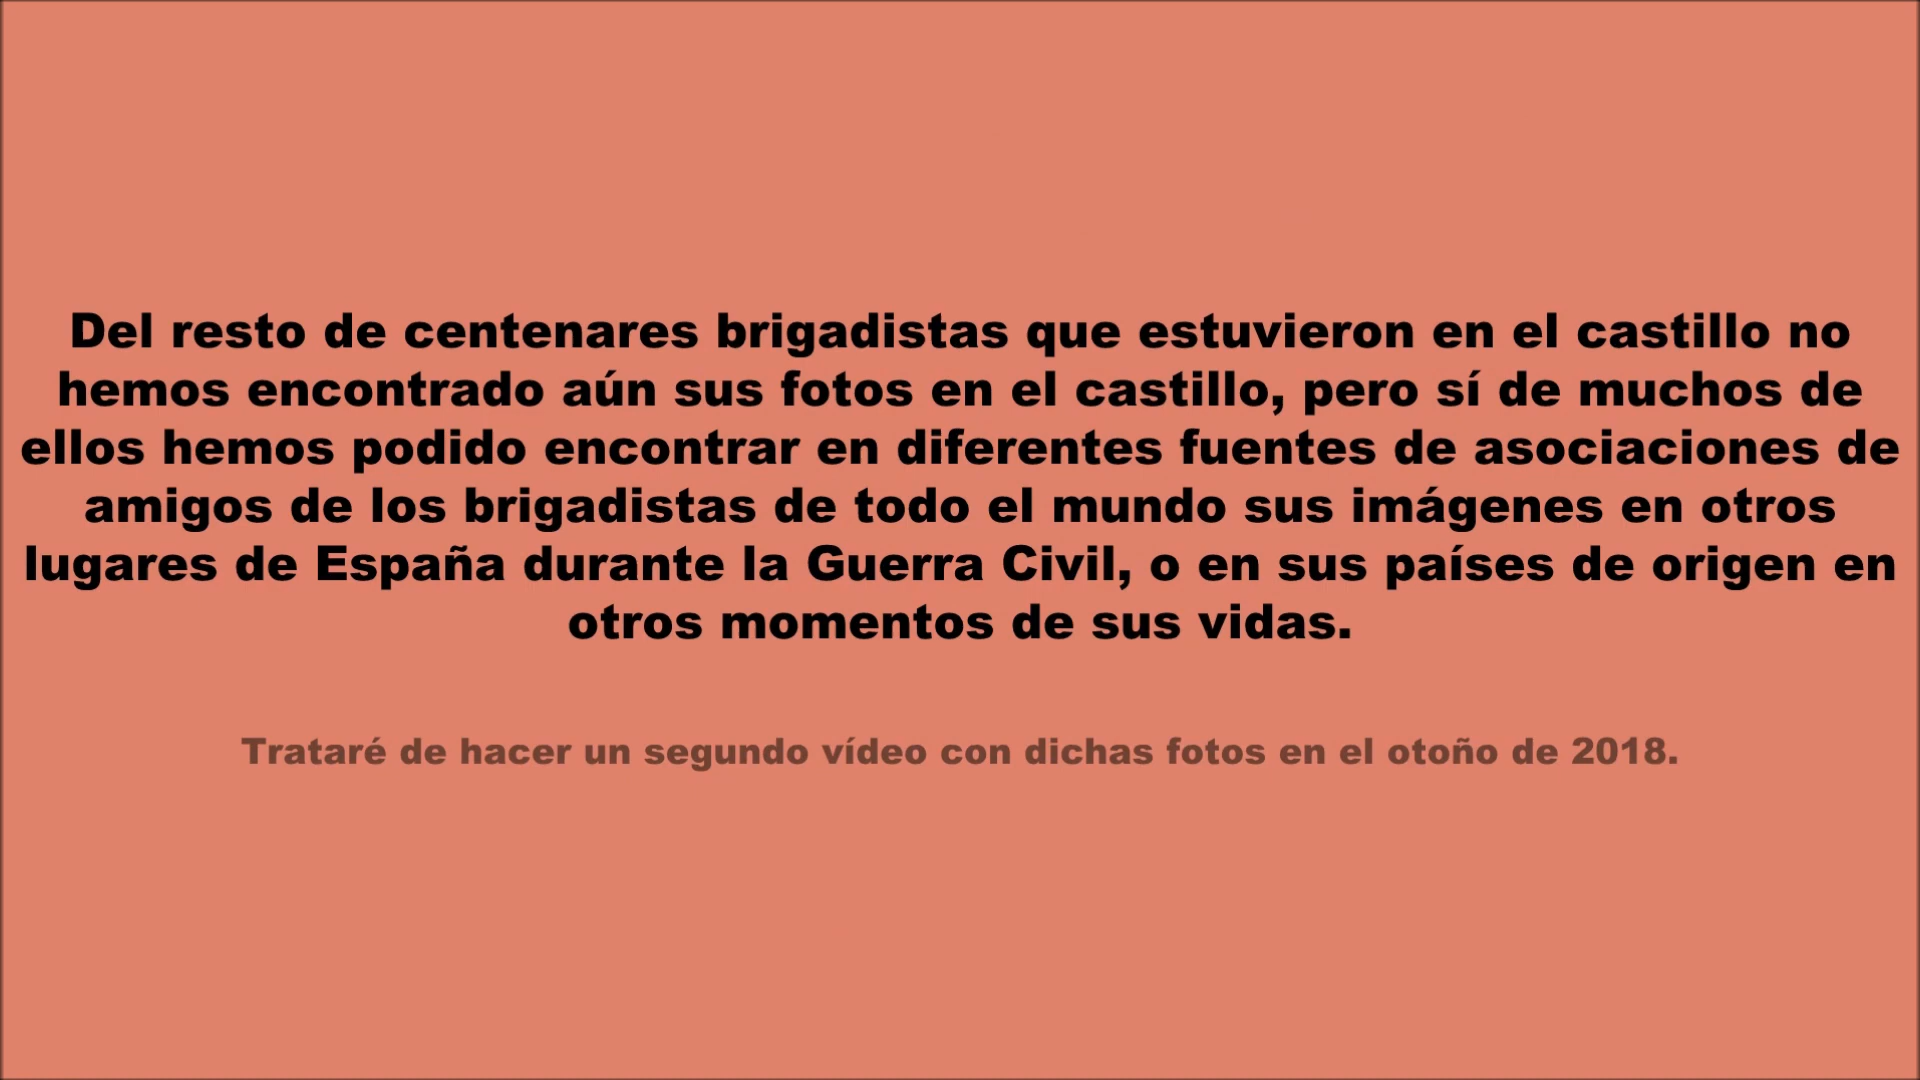 Del resto de centenares brigadistas que estuvieron en el castillo no
hemos encontrado aún sus fotos en el castillo, pero sí de muchos de
ellos hemos podido encontrar en diferentes fuentes de asociaciones de
amigos de los brigadistas de todo el mundo sus imágenes en otros
lugares de España durante la Guerra Civil, o en sus países de origen en
otros momentos de sus vidas.
Trataré de hacer un segundo vídeo con dichas fotos en el otoño de 2018.